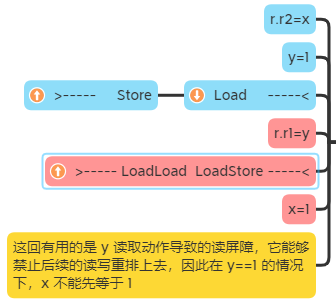 r.r2=x
y=1
>----- Store Load -----<
r.r1=y
>----- LoadLoad LoadStore -----<
x=1
这回有用的是 y 读取动作导致的读屏障，它能够
禁止后续的读写重排上去，因此在 y==1 的情况
下，x 不能先等于 1